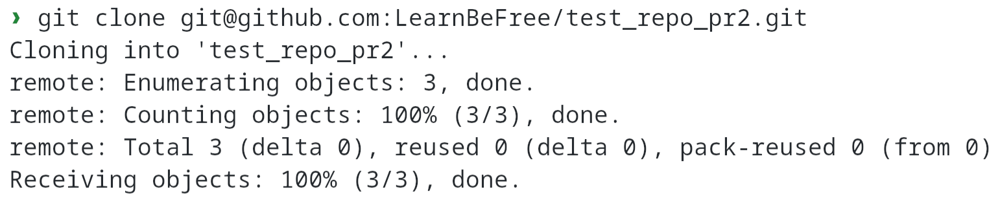 ❯ git clone git@github.com:LearnBeFree/test_repo_pr2.git
Cloning into 'test_repo_pr2'...
remote: Enumerating objects: 3, done.
remote: Counting objects: 100% (3/3), done.
remote: Total 3 (delta 0), reused 0 (delta 0), pack-reused 0 (from 0)
Receiving objects: 100% (3/3), done.